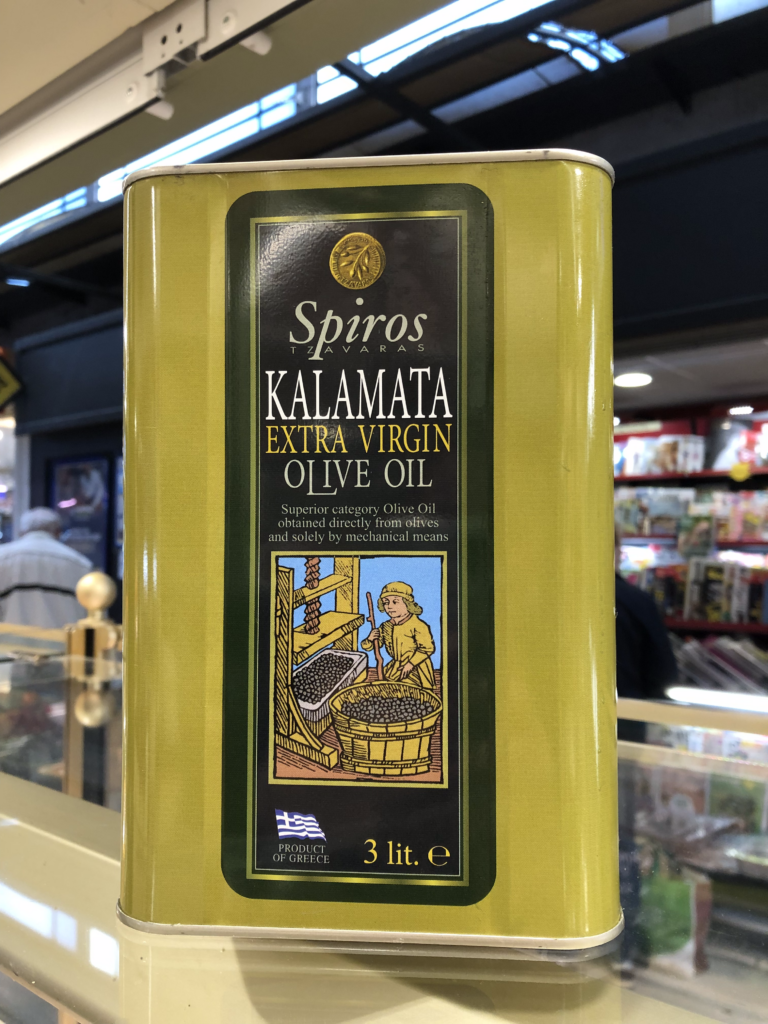 Spiros
TZAVARAS
KALAMATA
EXTRA VIRGIN
OLIVE OIL
Superior category Olive Oil
obtained directly from olives
and solely by mechanical means
PRODUCT
OF GREECE
3 lit. ℮